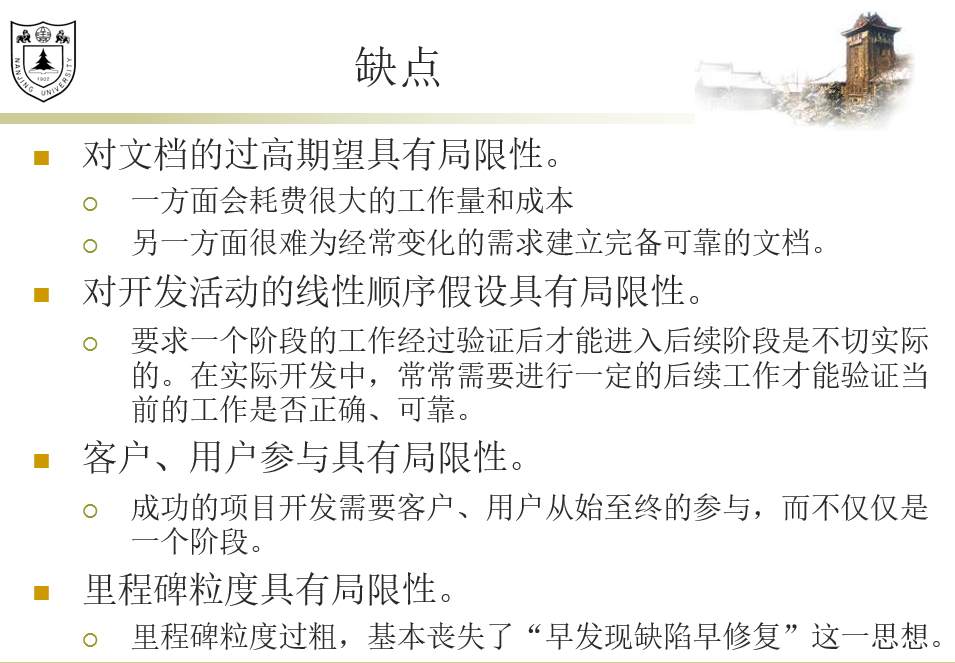 NANJING UNIVERSITY
1902
缺点
对文档的过高期望具有局限性。
一方面会耗费很大的工作量和成本
另一方面很难为经常变化的需求建立完备可靠的文档。
对开发活动的线性顺序假设具有局限性。
要求一个阶段的工作经过验证后才能进入后续阶段是不切实际
的。在实际开发中，常常需要进行一定的后续工作才能验证当
前的工作是否正确、可靠。
客户、用户参与具有局限性。
成功的项目开发需要客户、用户从始至终的参与，而不仅仅是
一个阶段。
里程碑粒度具有局限性。
里程碑粒度过粗，基本丧失了“早发现缺陷早修复”这一思想。